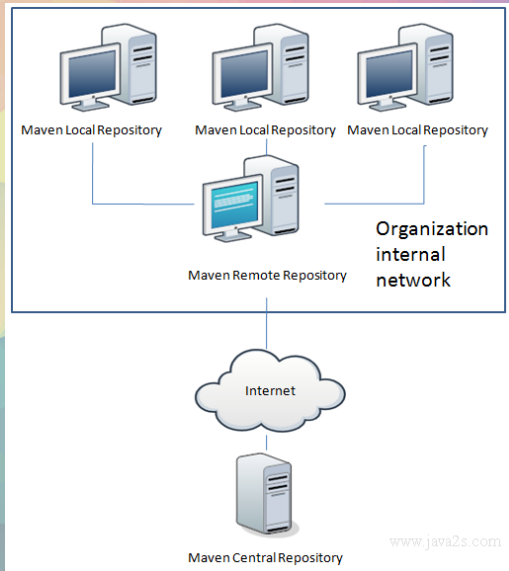 Maven Local Repository
Maven Local Repository
Maven Local Repository
Organization
internal
network
Maven Remote Repository
Internet
www.java2s.com
Maven Central Repository